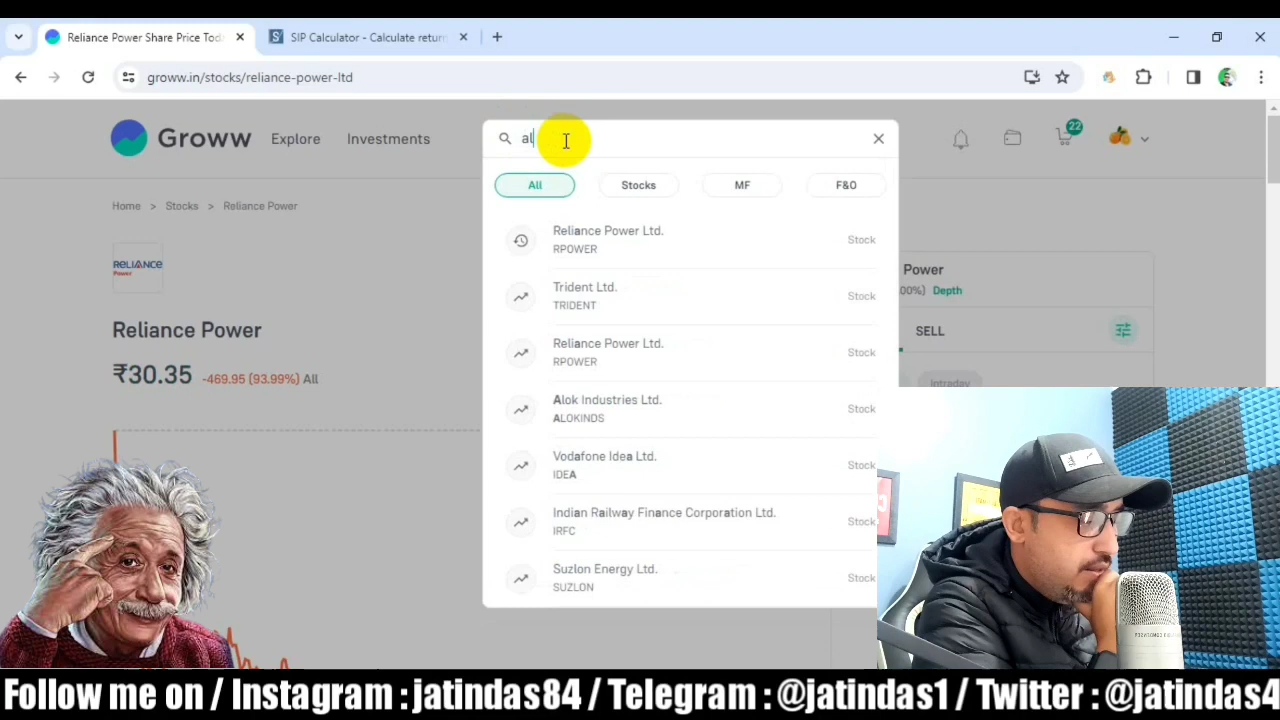 Reliance Power Share Price Tod
SIP Calculator - Calculate return
groww.in/stocks/reliance-power-ltd
Groww
Explore
Investments
al
22
All
Stocks
MF
F&O
Home > Stocks > Reliance Power
Reliance Power Ltd.
RPOWER
Stock
Trident Ltd.
TRIDENT
Stock
Reliance Power Ltd.
RPOWER
Stock
Alok Industries Ltd.
ALOKINDS
Stock
Vodafone Idea Ltd.
IDEA
Stock
Indian Railway Finance Corporation Ltd.
IRFC
Stock
Suzlon Energy Ltd.
SUZLON
Stock
RELIANCE
Power
Reliance Power
₹30.35 -469.95 (93.99%) All
Power
00%) Depth
SELL
intraday
Follow me on / Instagram : jatindas84 / Telegram : @jatindas1 / Twitter : @jatindas4